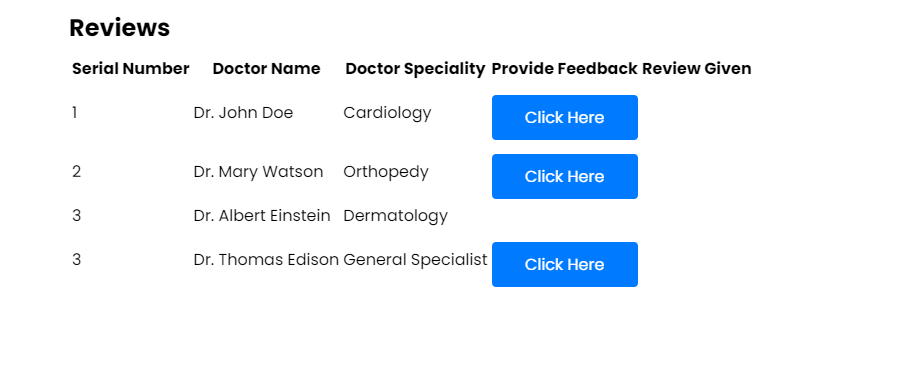 Reviews
Serial Number Doctor Name Doctor Speciality Provide Feedback Review Given
1 Dr. John Doe Cardiology Click Here
2 Dr. Mary Watson Orthopedy Click Here
3 Dr. Albert Einstein Dermatology
3 Dr. Thomas Edison General Specialist Click Here